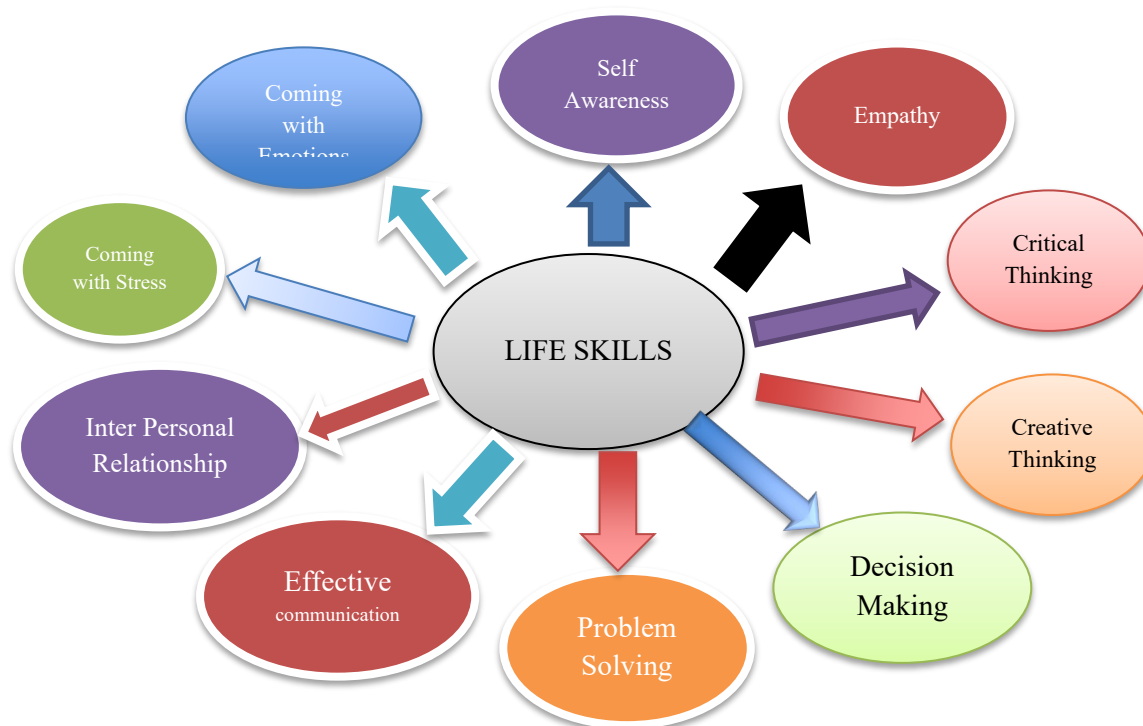 Self
Awareness
Empathy
Critical
Thinking
Creative
Thinking
Decision
Making
Problem
Solving
Effective
communication
Inter Personal
Relationship
Coming
with Stress
Coming
with
Emotions
LIFE SKILLS